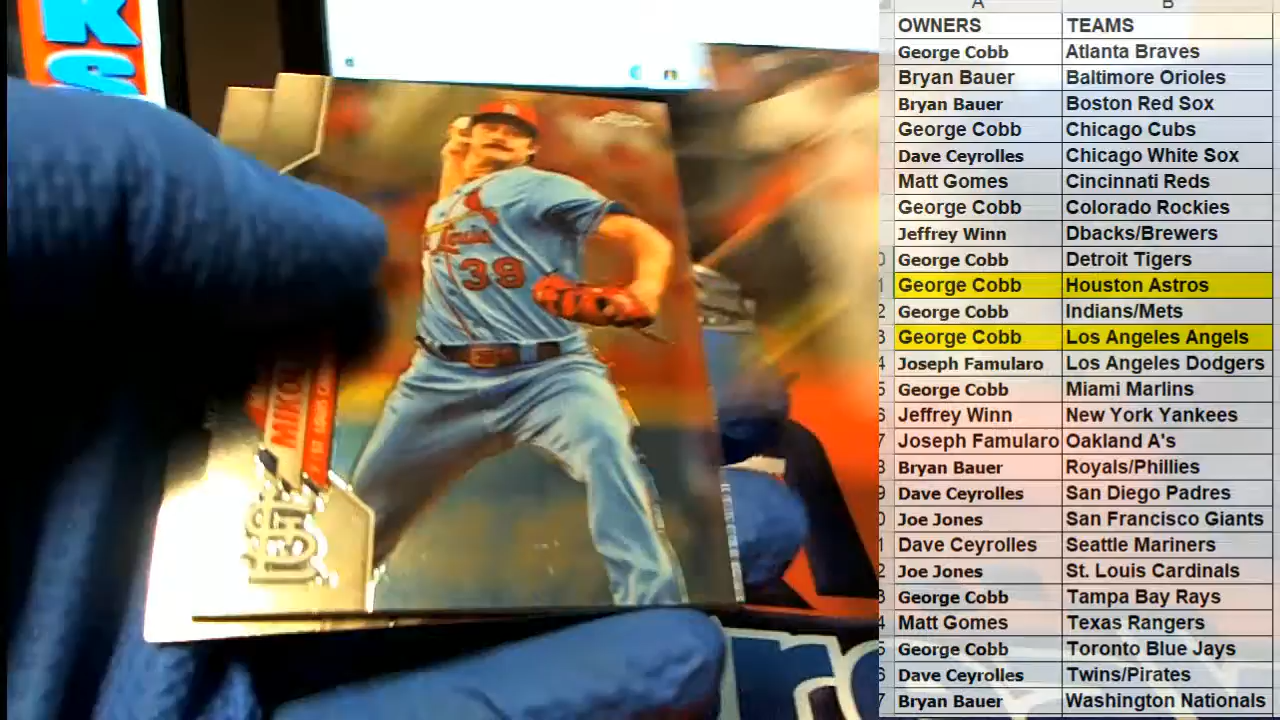 KS
39
MIKO
A B
OWNERS TEAMS
George Cobb Atlanta Braves
Bryan Bauer Baltimore Orioles
Bryan Bauer Boston Red Sox
George Cobb Chicago Cubs
Dave Ceyrolles Chicago White Sox
Matt Gomes Cincinnati Reds
George Cobb Colorado Rockies
Jeffrey Winn Dbacks/Brewers
George Cobb Detroit Tigers
George Cobb Houston Astros
George Cobb Indians/Mets
George Cobb Los Angeles Angels
Joseph Famularo Los Angeles Dodgers
George Cobb Miami Marlins
Jeffrey Winn New York Yankees
Joseph Famularo Oakland A's
Bryan Bauer Royals/Phillies
Dave Ceyrolles San Diego Padres
Joe Jones San Francisco Giants
Dave Ceyrolles Seattle Mariners
Joe Jones St. Louis Cardinals
George Cobb Tampa Bay Rays
Matt Gomes Texas Rangers
George Cobb Toronto Blue Jays
Dave Ceyrolles Twins/Pirates
Bryan Bauer Washington Nationals